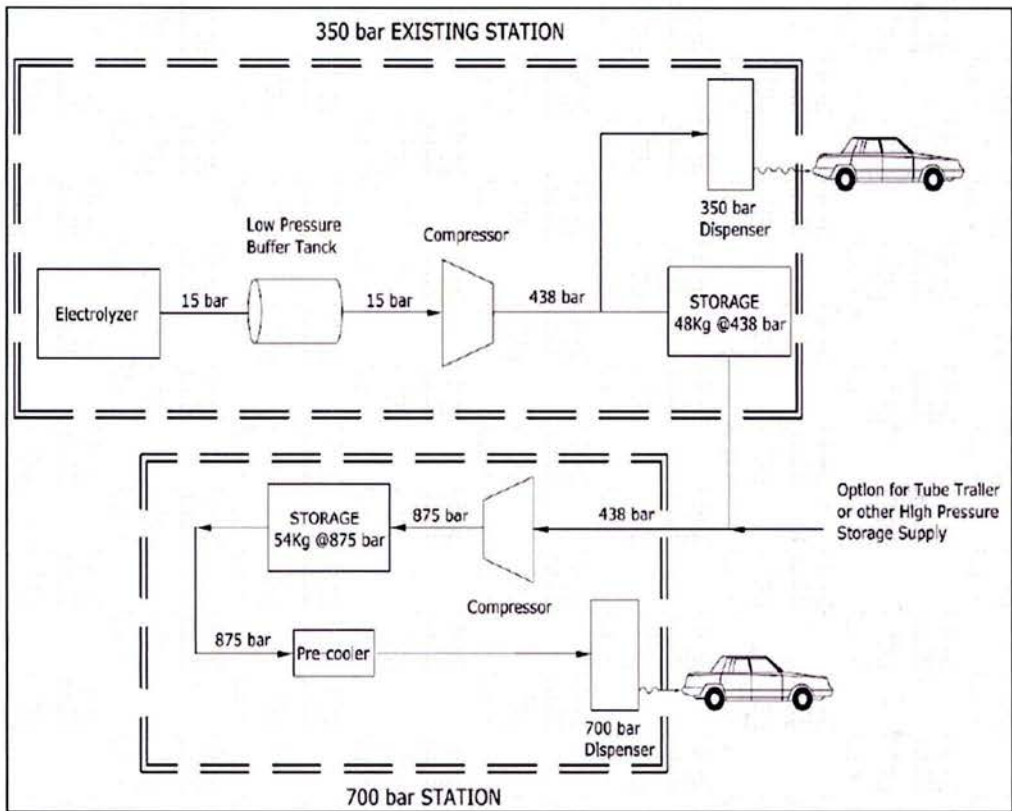 350 bar EXISTING STATION
350 bar
Dispenser
Low Pressure
Buffer Tanck
Compressor
Electrolyzer
15 bar
15 bar
438 bar
STORAGE
48Kg @438 bar
Option for Tube Trailer
or other High Pressure
Storage Supply
STORAGE
54Kg @875 bar
875 bar
438 bar
Compressor
875 bar
Pre-cooler
700 bar
Dispenser
700 bar STATION